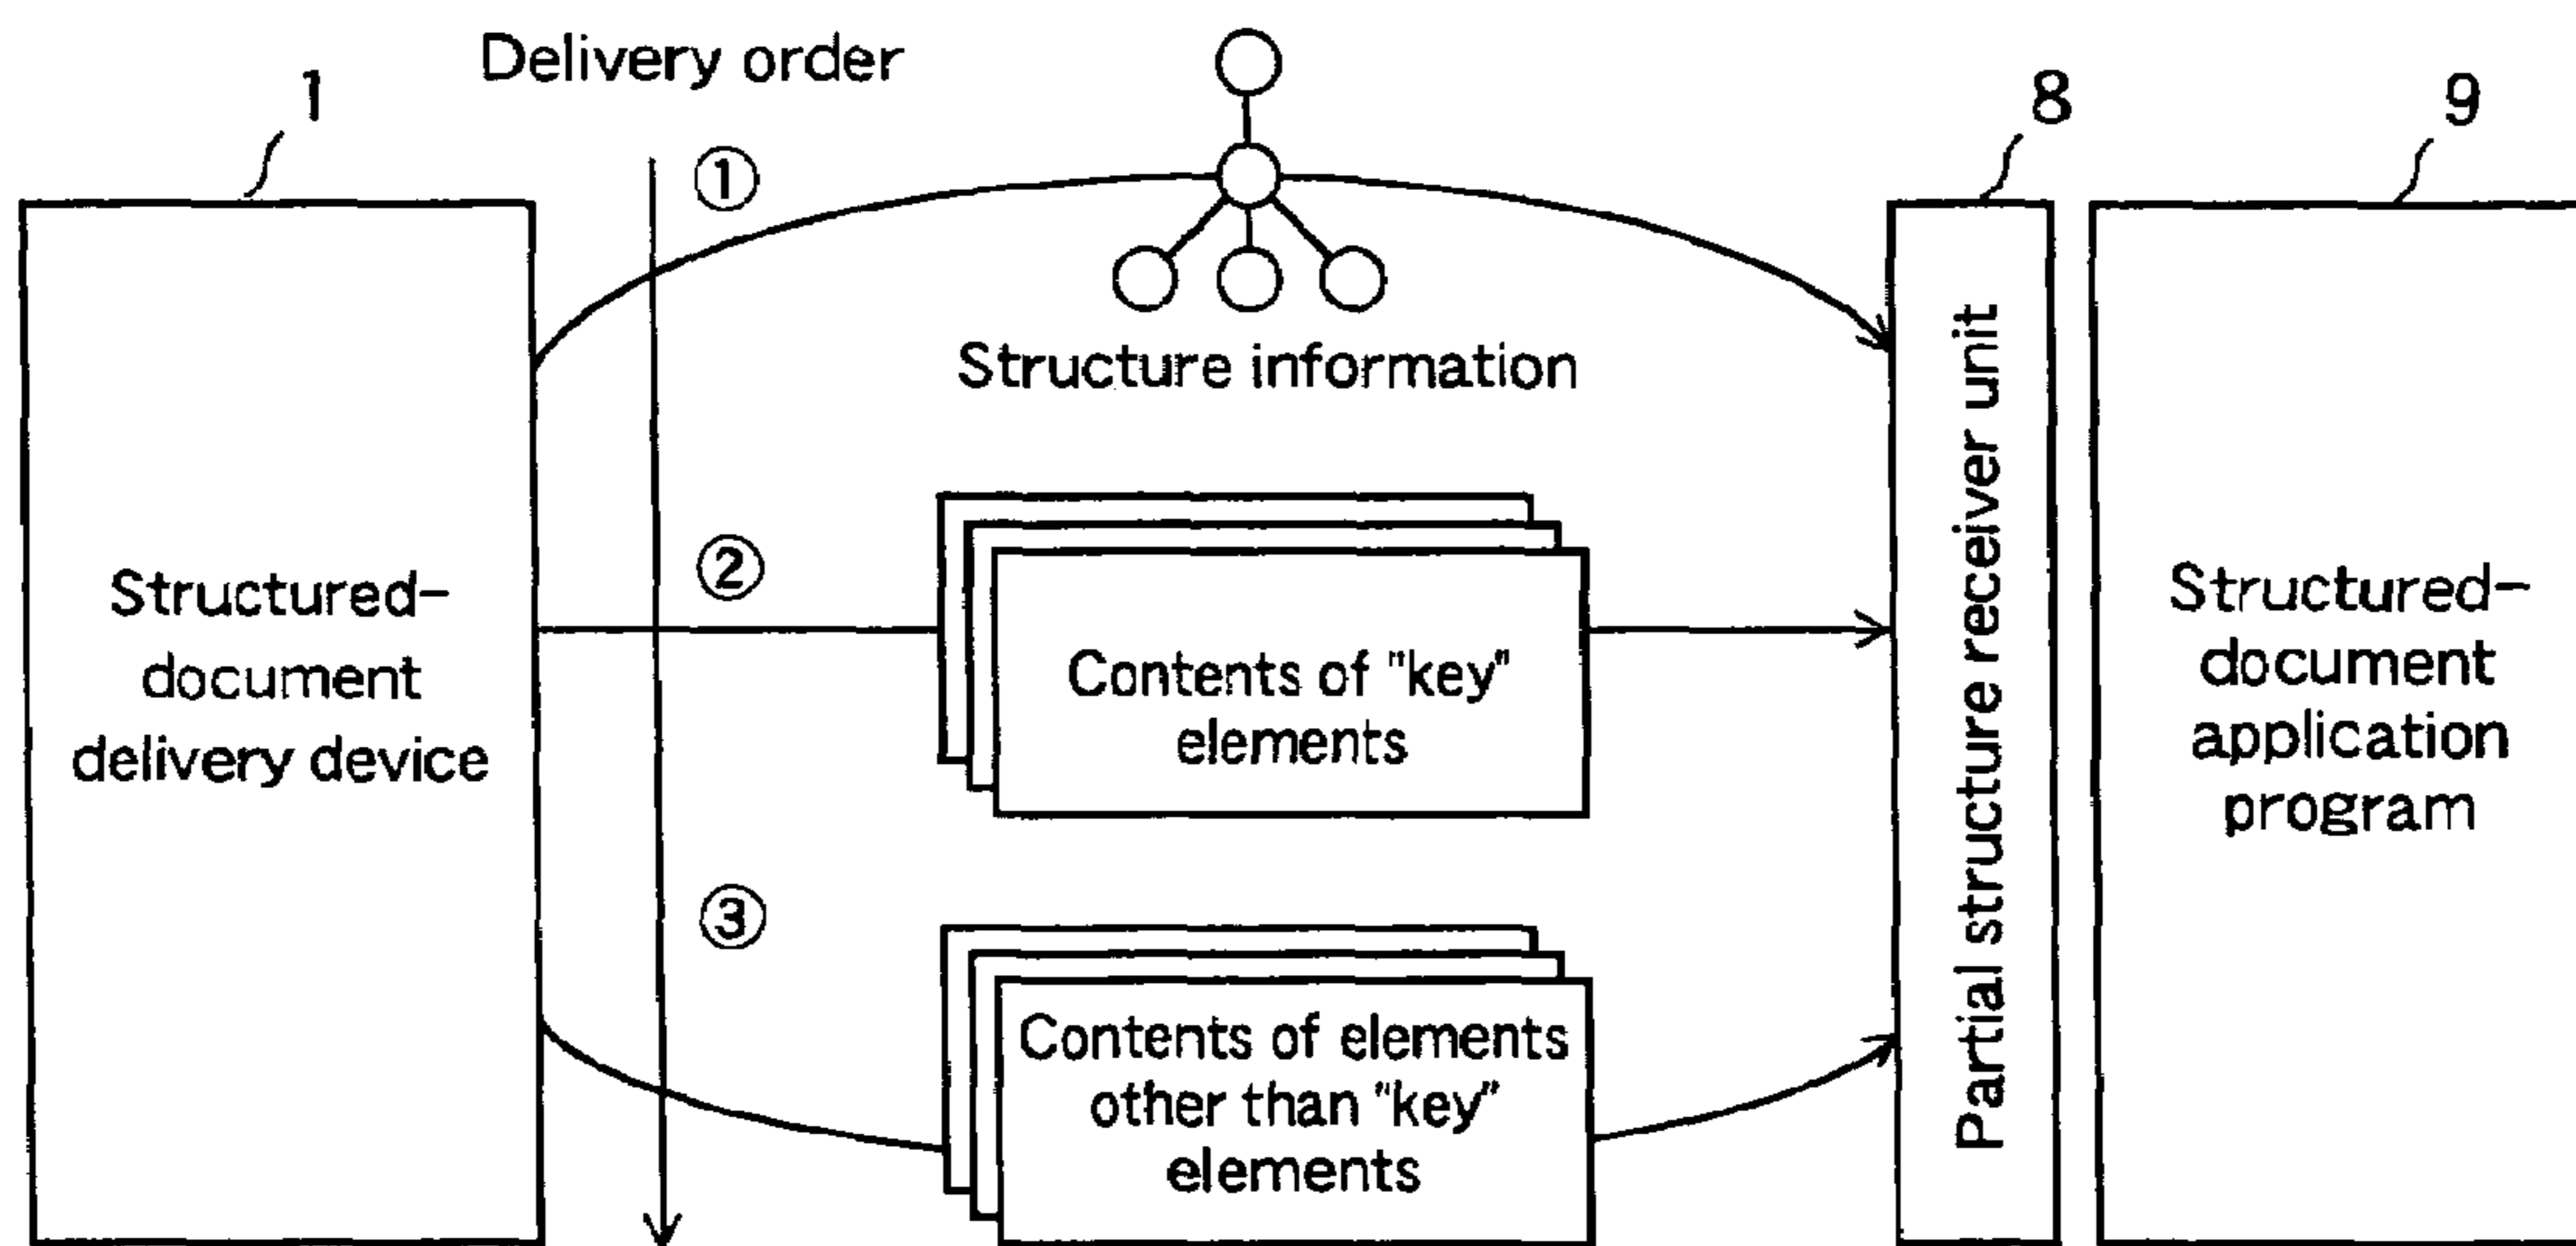 Delivery order
1
8
9
①
Structure information
②
③
Structured-
document
delivery device
Contents of "key"
elements
Contents of elements
other than "key"
elements
Partial structure receiver unit
Structured-
document
application
program